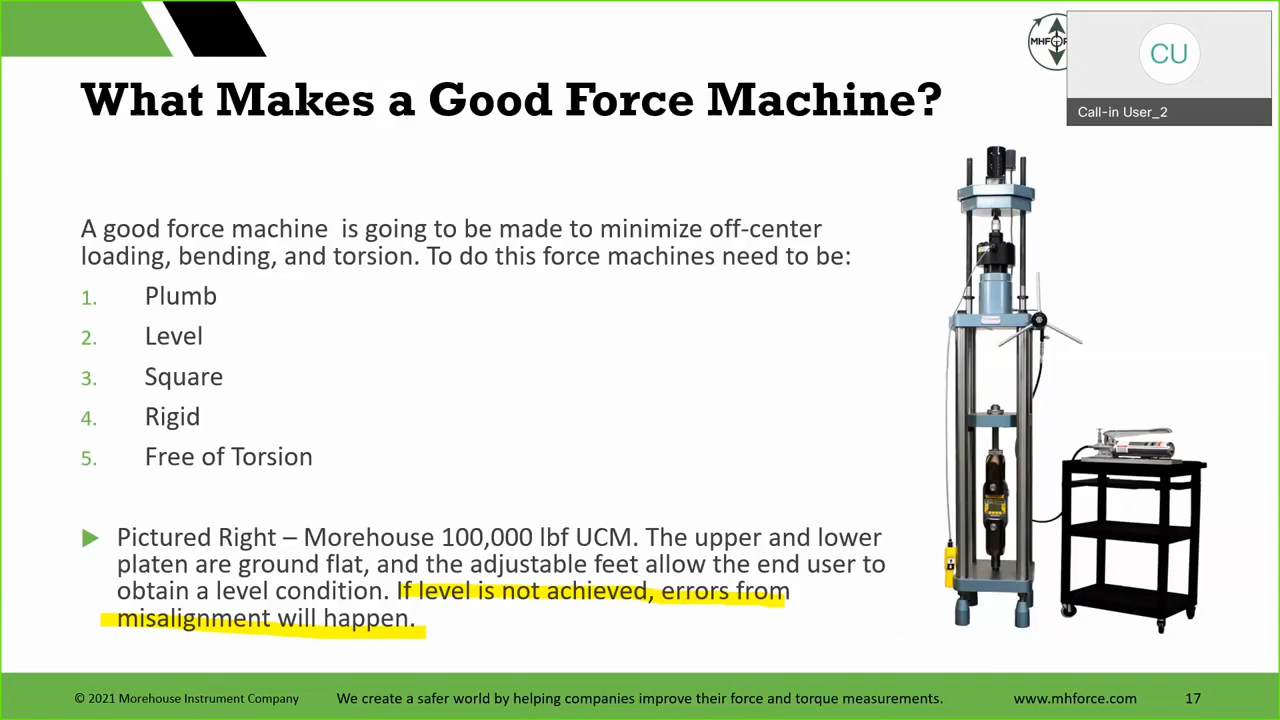 MHFOR
CU
Call-in User_2
What Makes a Good Force Machine?
A good force machine is going to be made to minimize off-center
loading, bending, and torsion. To do this force machines need to be:
1. Plumb
2. Level
3. Square
4. Rigid
5. Free of Torsion
Pictured Right – Morehouse 100,000 lbf UCM. The upper and lower
platen are ground flat, and the adjustable feet allow the end user to
obtain a level condition. If level is not achieved, errors from
misalignment will happen.
© 2021 Morehouse Instrument Company
We create a safer world by helping companies improve their force and torque measurements.
www.mhforce.com
17